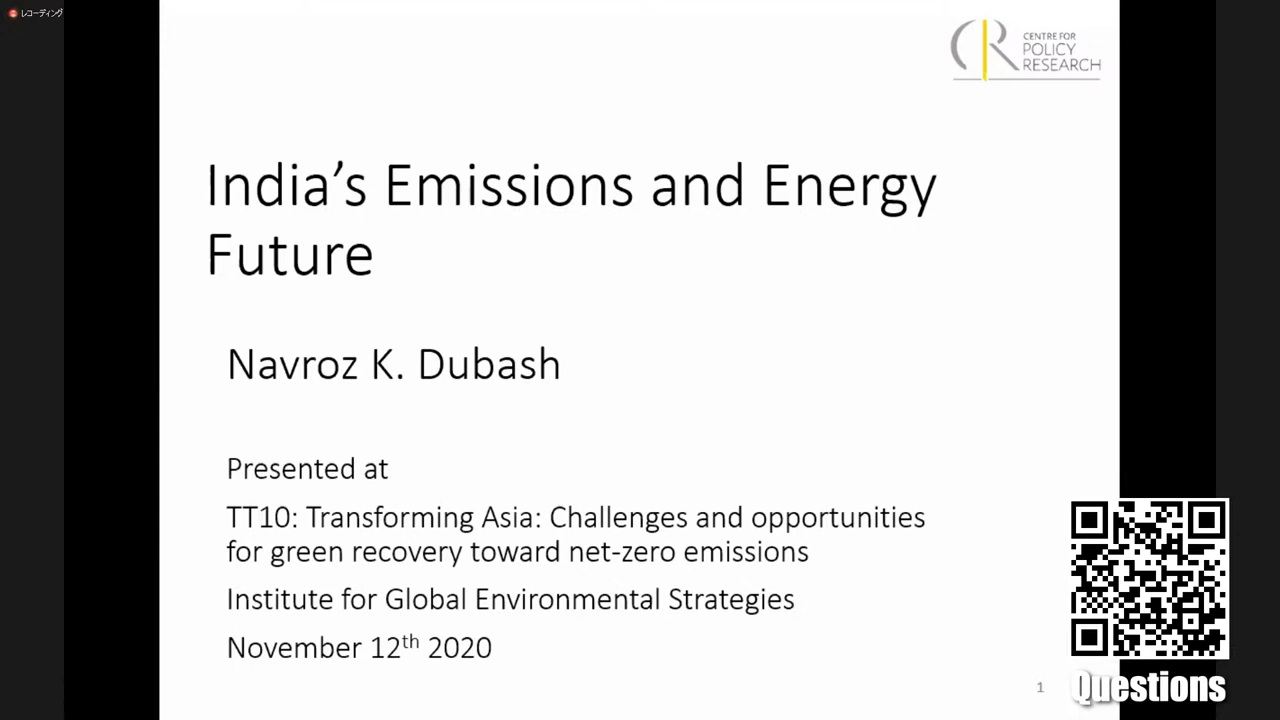 レコーディング
CENTRE FOR
POLICY
RESEARCH
India’s Emissions and Energy
Future
Navroz K. Dubash
Presented at
TT10: Transforming Asia: Challenges and opportunities
for green recovery toward net-zero emissions
Institute for Global Environmental Strategies
November 12th 2020
1
Questions